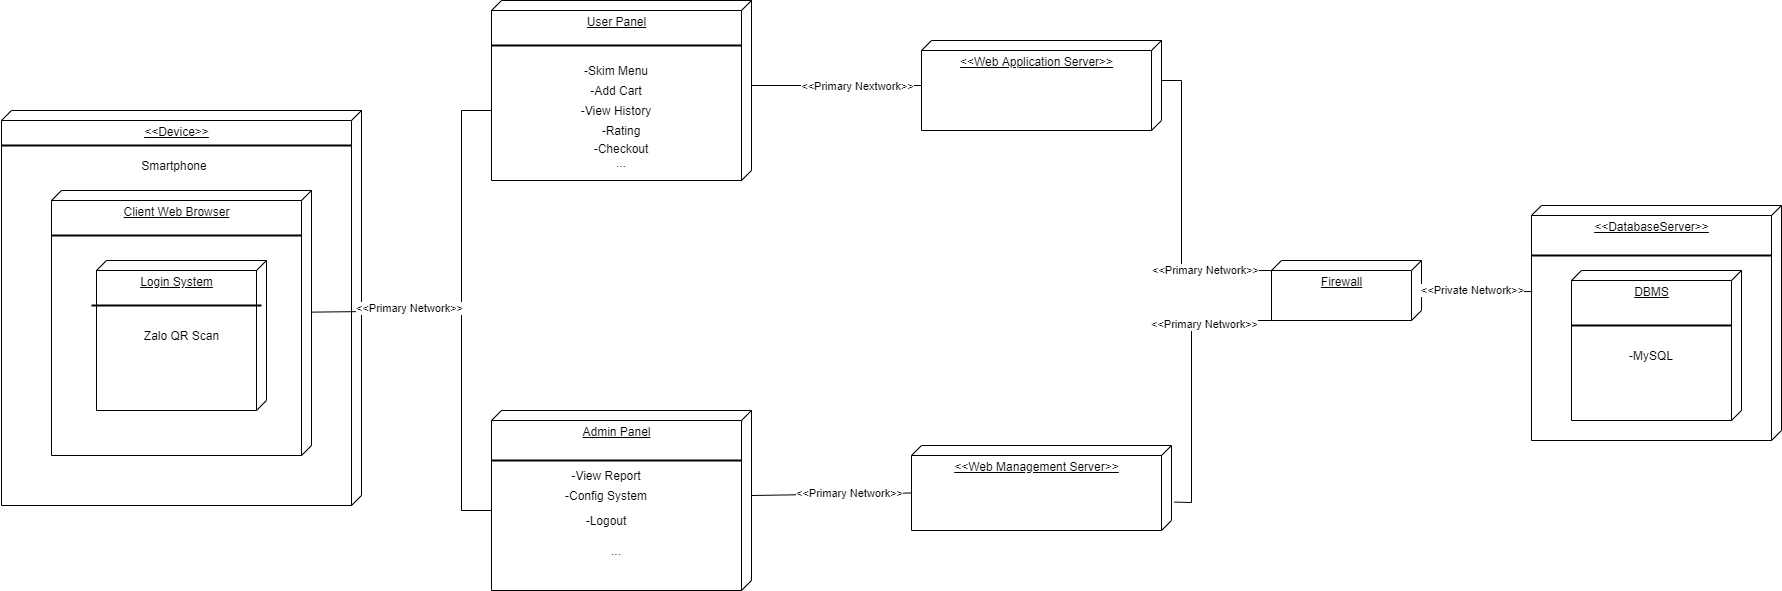 <<Device>>
Smartphone
Client Web Browser
Login System
Zalo QR Scan
<<Primary Network>>
User Panel
-Skim Menu
-Add Cart
-View History
-Rating
-Checkout
...
<<Primary Nextwork>>
<<Web Application Server>>
Admin Panel
-View Report
-Config System
-Logout
...
<<Primary Network>>
<<Web Management Server>>
<<Primary Network>>
<<Primary Network>>
Firewall
<<Private Network>>
<<DatabaseServer>>
DBMS
-MySQL